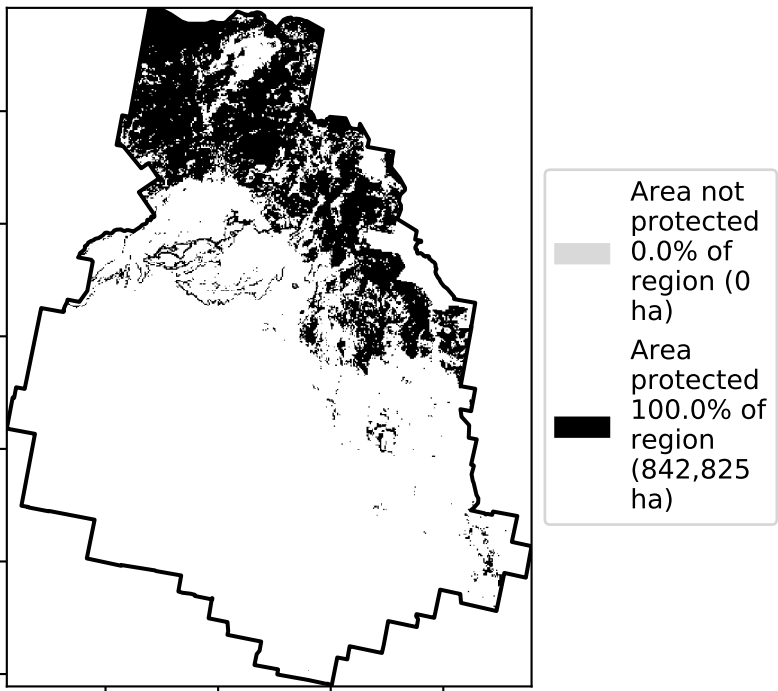 Area not
protected
0.0% of
region (0
ha)
Area
protected
100.0% of
region
(842,825
ha)